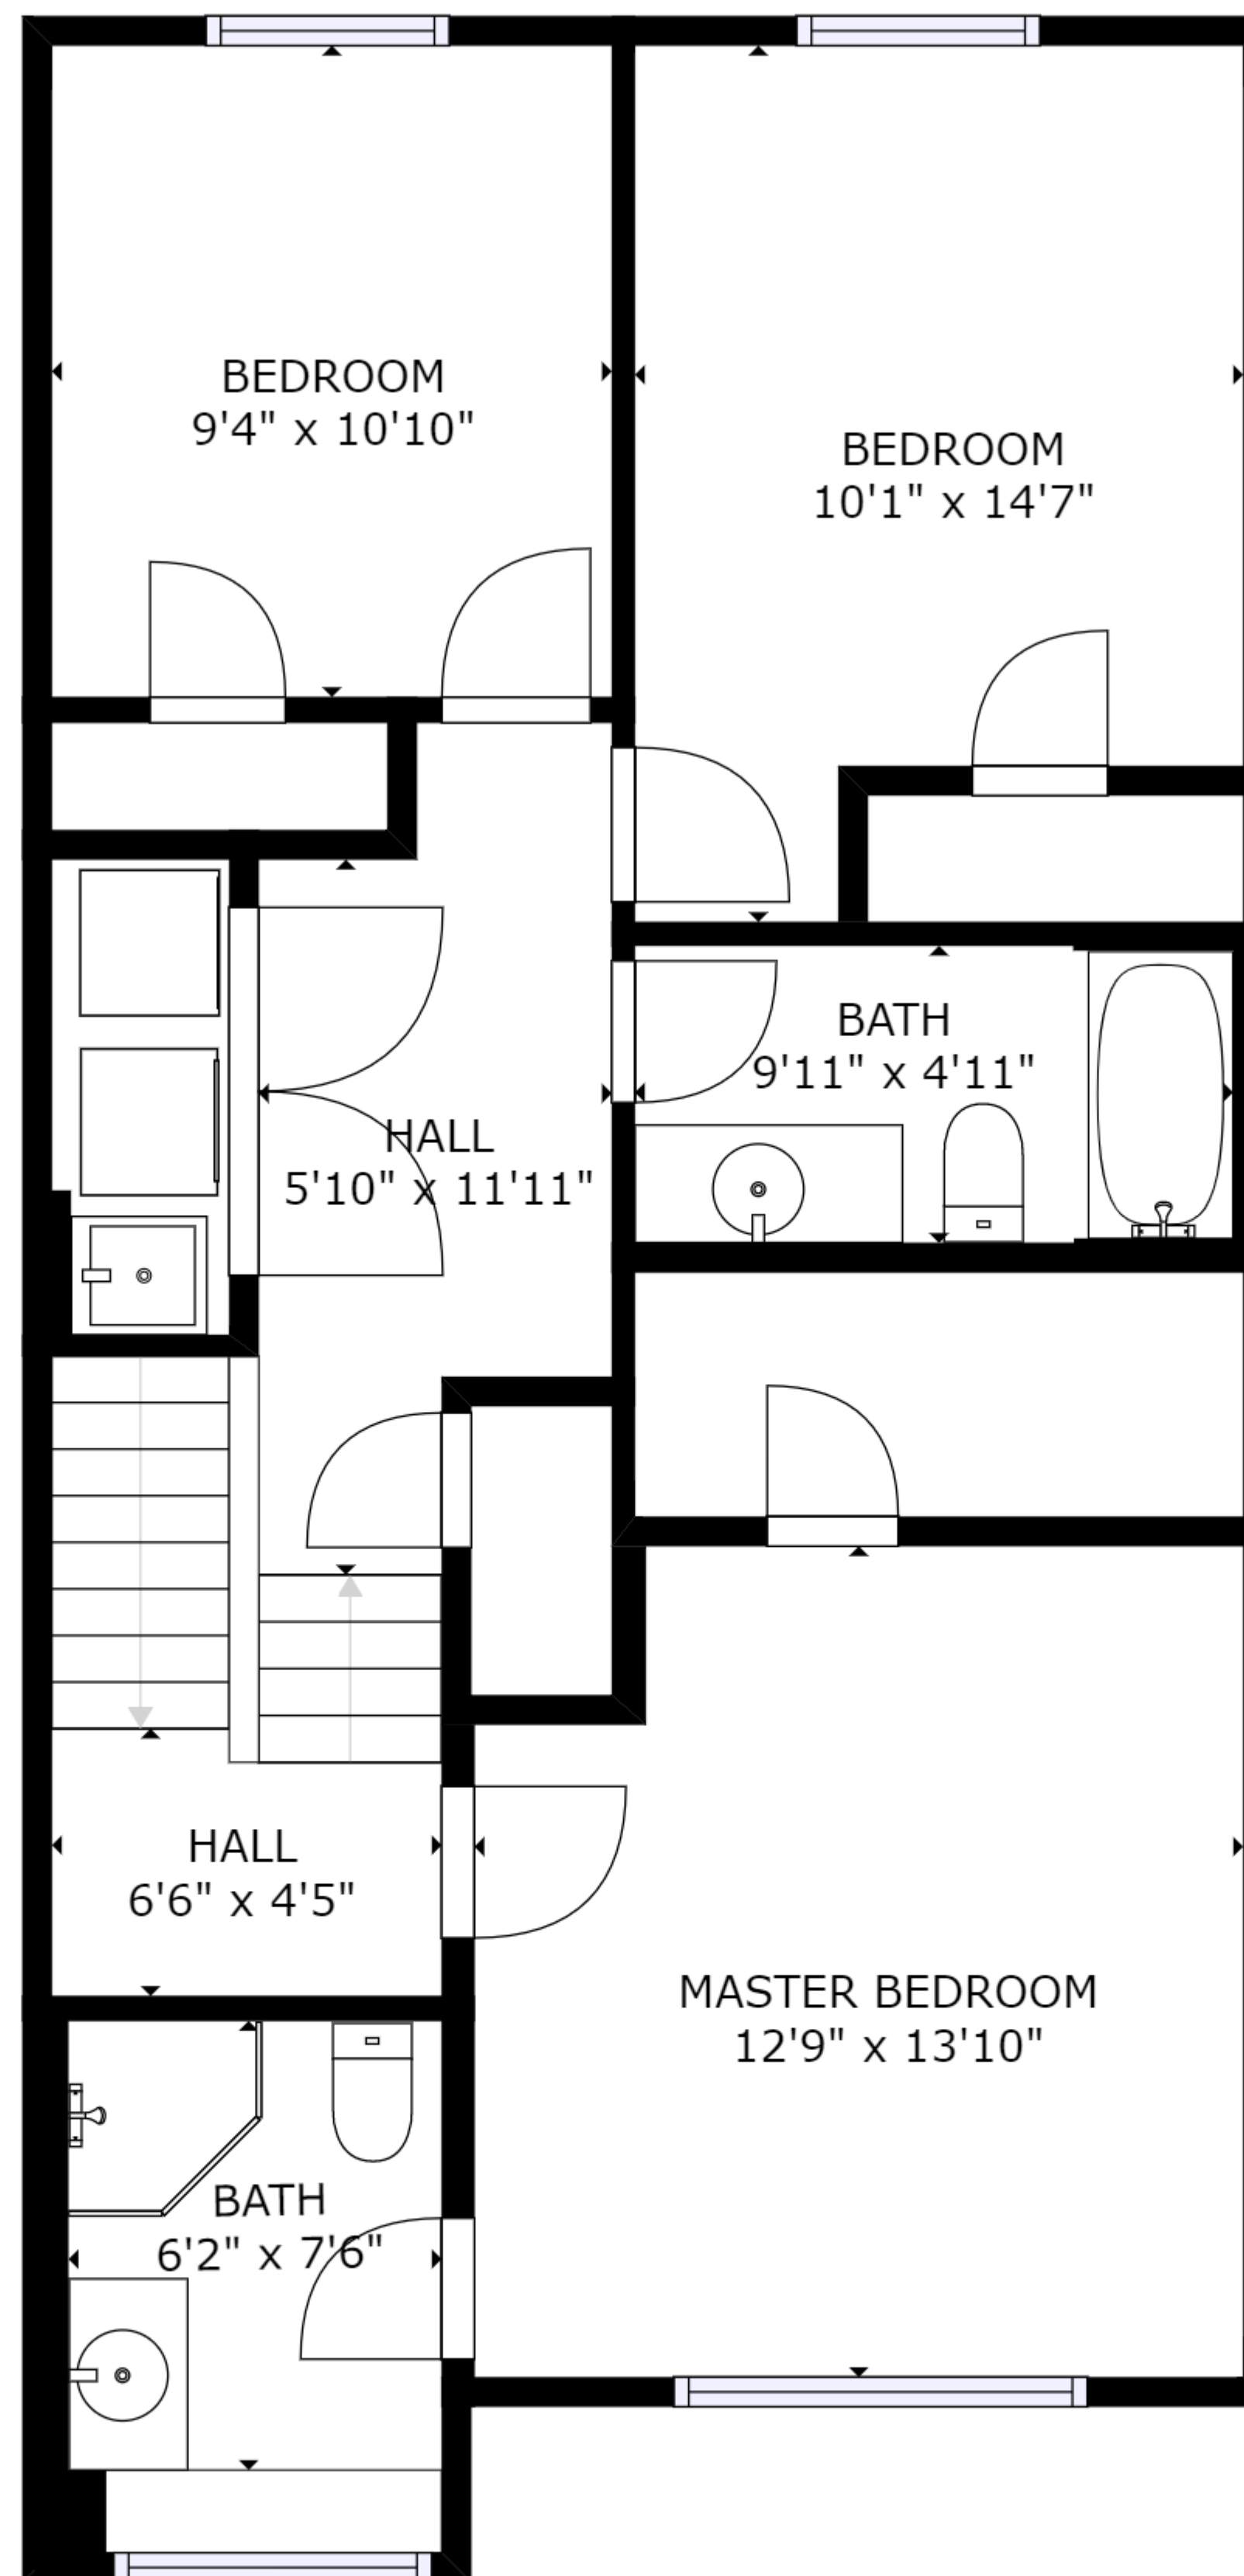 BEDROOM
9'4" x 10'10"
BEDROOM
10'1" x 14'7"
BATH
9'11" x 4'11"
HALL
5'10" x 11'11"
HALL
6'6" x 4'5"
MASTER BEDROOM
12'9" x 13'10"
BATH
6'2" x 7'6"